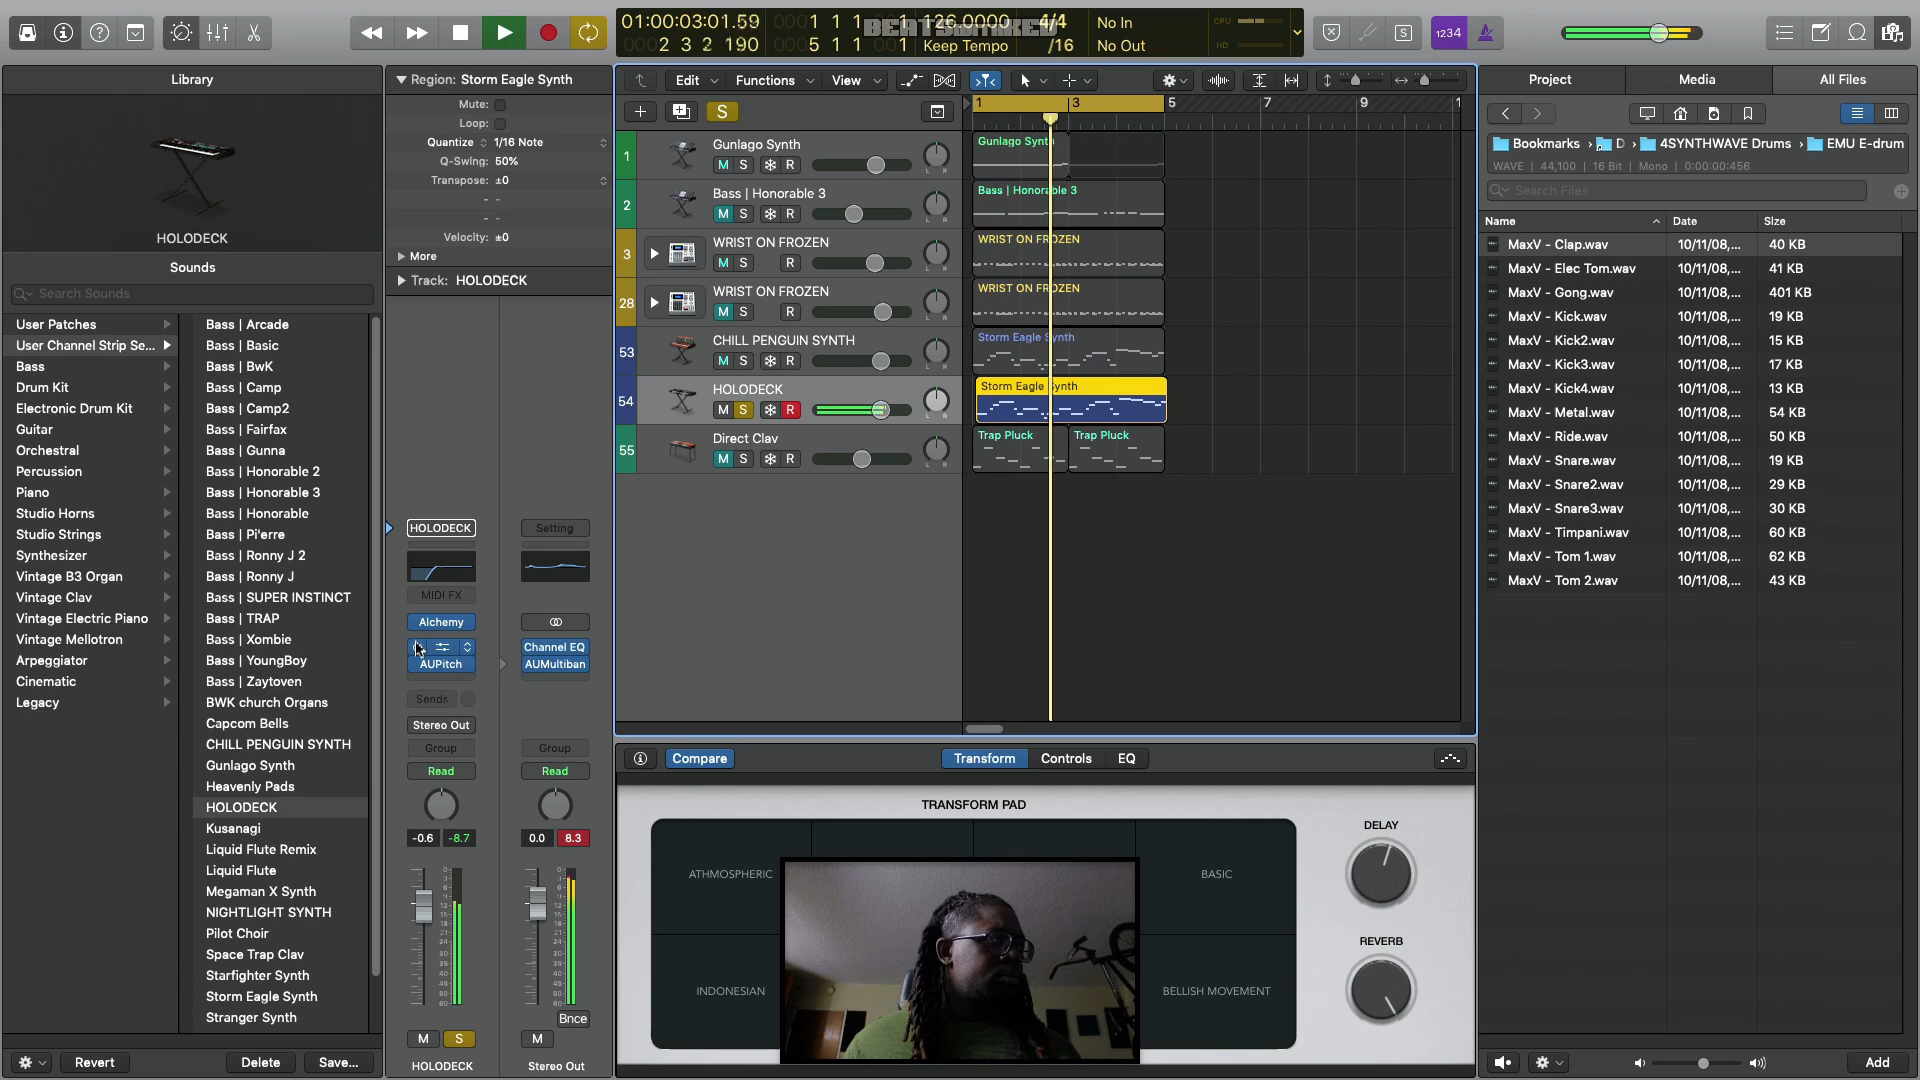 01:00:03:01.59
2 3 2 190
1 1 1 1
5 1 1 1
126.0000
Keep Tempo
4/4
/16
No In
No Out
CPU
HD
1234
BEATSWITHKED
Library
HOLODECK
Sounds
Search Sounds
User Patches
User Channel Strip Se...
Bass
Drum Kit
Electronic Drum Kit
Guitar
Orchestral
Percussion
Piano
Studio Horns
Studio Strings
Synthesizer
Vintage B3 Organ
Vintage Clav
Vintage Electric Piano
Vintage Mellotron
Arpeggiator
Cinematic
Legacy
Bass | Arcade
Bass | Basic
Bass | BwK
Bass | Camp
Bass | Camp2
Bass | Fairfax
Bass | Gunna
Bass | Honorable 2
Bass | Honorable 3
Bass | Honorable
Bass | Pi'erre
Bass | Ronny J 2
Bass | Ronny J
Bass | SUPER INSTINCT
Bass | TRAP
Bass | Xombie
Bass | YoungBoy
Bass | Zaytoven
BWK church Organs
Capcom Bells
CHILL PENGUIN SYNTH
Gunlago Synth
Heavenly Pads
HOLODECK
Kusanagi
Liquid Flute Remix
Liquid Flute
Megaman X Synth
NIGHTLIGHT SYNTH
Pilot Choir
Space Trap Clav
Starfighter Synth
Storm Eagle Synth
Stranger Synth
Revert
Delete
Save...
Region: Storm Eagle Synth
Mute:
Loop:
Quantize 1/16 Note
Q-Swing: 50%
Transpose: ±0
Velocity: ±0
More
Track: HOLODECK
HOLODECK
Setting
MIDI FX
Alchemy
Channel EQ
AUPitch
AUMultiban
Sends
Stereo Out
Group
Group
Read
Read
-0.6
-8.7
0.0
8.3
Bnce
M
S
M
HOLODECK
Stereo Out
Edit
Functions
View
S
1
3
5
7
9
1
1
Gunlago Synth
M S R
2
Bass | Honorable 3
M S R
3
WRIST ON FROZEN
M S R
28
WRIST ON FROZEN
M S R
53
CHILL PENGUIN SYNTH
M S R
54
HOLODECK
M S R
55
Direct Clav
M S R
Gunlago Synth
Bass | Honorable 3
WRIST ON FROZEN
WRIST ON FROZEN
Storm Eagle Synth
Storm Eagle Synth
Trap Pluck
Trap Pluck
Compare
Transform
Controls
EQ
TRANSFORM PAD
ATHMOSPHERIC
BASIC
INDONESIAN
BELLISH MOVEMENT
DELAY
REVERB
Project
Media
All Files
Bookmarks
D
4SYNTHWAVE Drums
EMU E-drum
WAVE | 44,100 | 16 Bit | Mono | 0:00:00:456
Search Files
Name Date Size
MaxV - Clap.wav 10/11/08,... 40 KB
MaxV - Elec Tom.wav 10/11/08,... 41 KB
MaxV - Gong.wav 10/11/08,... 401 KB
MaxV - Kick.wav 10/11/08,... 19 KB
MaxV - Kick2.wav 10/11/08,... 15 KB
MaxV - Kick3.wav 10/11/08,... 17 KB
MaxV - Kick4.wav 10/11/08,... 13 KB
MaxV - Metal.wav 10/11/08,... 54 KB
MaxV - Ride.wav 10/11/08,... 50 KB
MaxV - Snare.wav 10/11/08,... 19 KB
MaxV - Snare2.wav 10/11/08,... 29 KB
MaxV - Snare3.wav 10/11/08,... 30 KB
MaxV - Timpani.wav 10/11/08,... 60 KB
MaxV - Tom 1.wav 10/11/08,... 62 KB
MaxV - Tom 2.wav 10/11/08,... 43 KB
Add